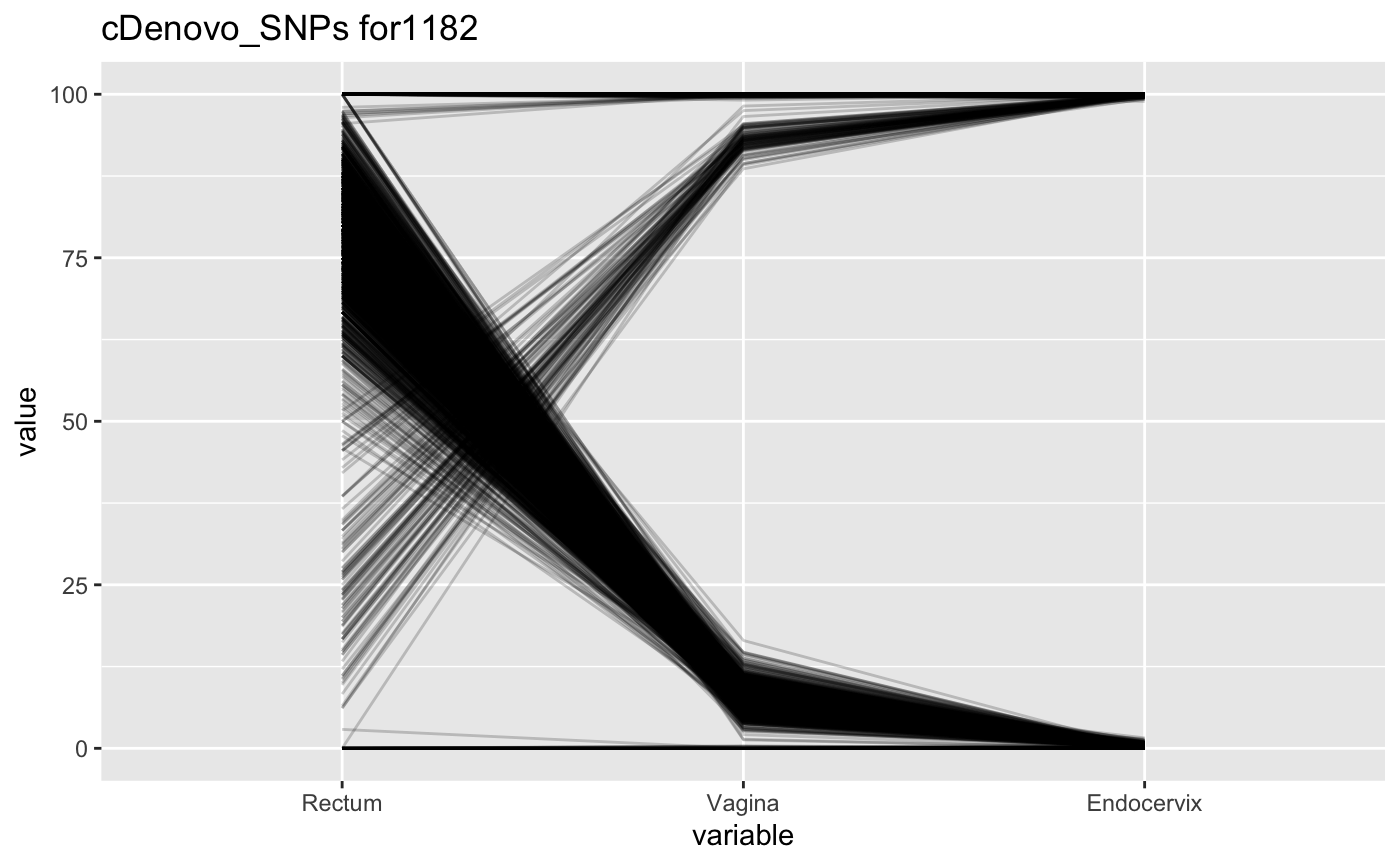 cDenovo_SNPs for1182
100
75
50
25
0
value
Rectum Vagina Endocervix
variable